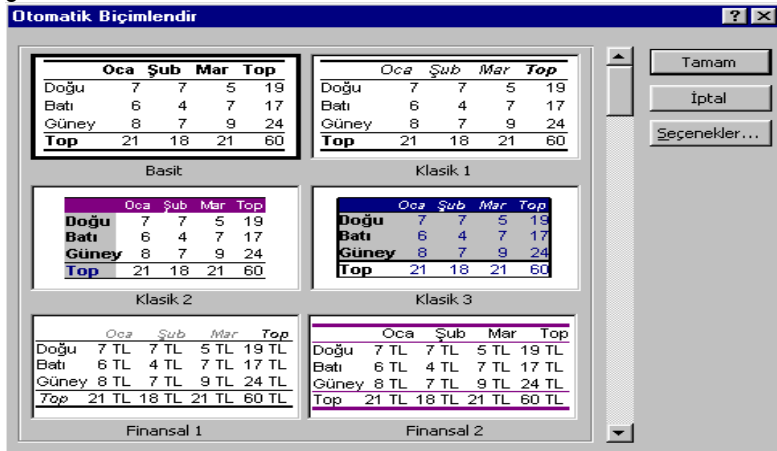 Otomatik Biçimlendir
Oca Şub Mar Top
Doğu 7 7 5 19
Batı 6 4 7 17
Güney 8 7 9 24
Top 21 18 21 60
Basit
Oca Şub Mar Top
Doğu 7 7 5 19
Batı 6 4 7 17
Güney 8 7 9 24
Top 21 18 21 60
Klasik 1
Oca Şub Mar Top
Doğu 7 7 5 19
Batı 6 4 7 17
Güney 8 7 9 24
Top 21 18 21 60
Klasik 2
Oca Şub Mar Top
Doğu 7 7 5 19
Batı 6 4 7 17
Güney 8 7 9 24
Top 21 18 21 60
Klasik 3
Oca Şub Mar Top
Doğu 7 TL 7 TL 5 TL 19 TL
Batı 6 TL 4 TL 7 TL 17 TL
Güney 8 TL 7 TL 9 TL 24 TL
Top 21 TL 18 TL 21 TL 60 TL
Finansal 1
Oca Şub Mar Top
Doğu 7 TL 7 TL 5 TL 19 TL
Batı 6 TL 4 TL 7 TL 17 TL
Güney 8 TL 7 TL 9 TL 24 TL
Top 21 TL 18 TL 21 TL 60 TL
Finansal 2
Tamam
İptal
Seçenekler...